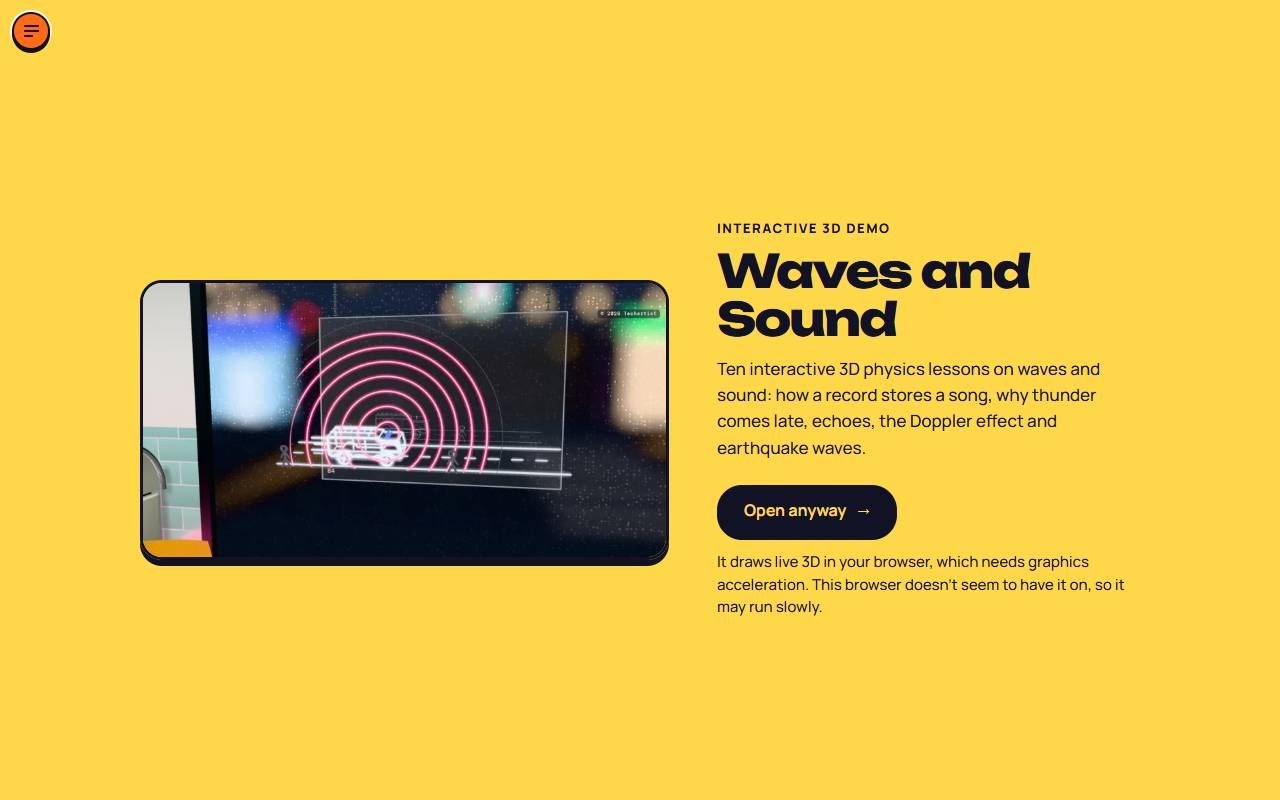 INTERACTIVE 3D DEMO
Waves and
Sound
Ten interactive 3D physics lessons on waves and
sound: how a record stores a song, why thunder
comes late, echoes, the Doppler effect and
earthquake waves.
Open anyway →
It draws live 3D in your browser, which needs graphics
acceleration. This browser doesn't seem to have it on, so it
may run slowly.